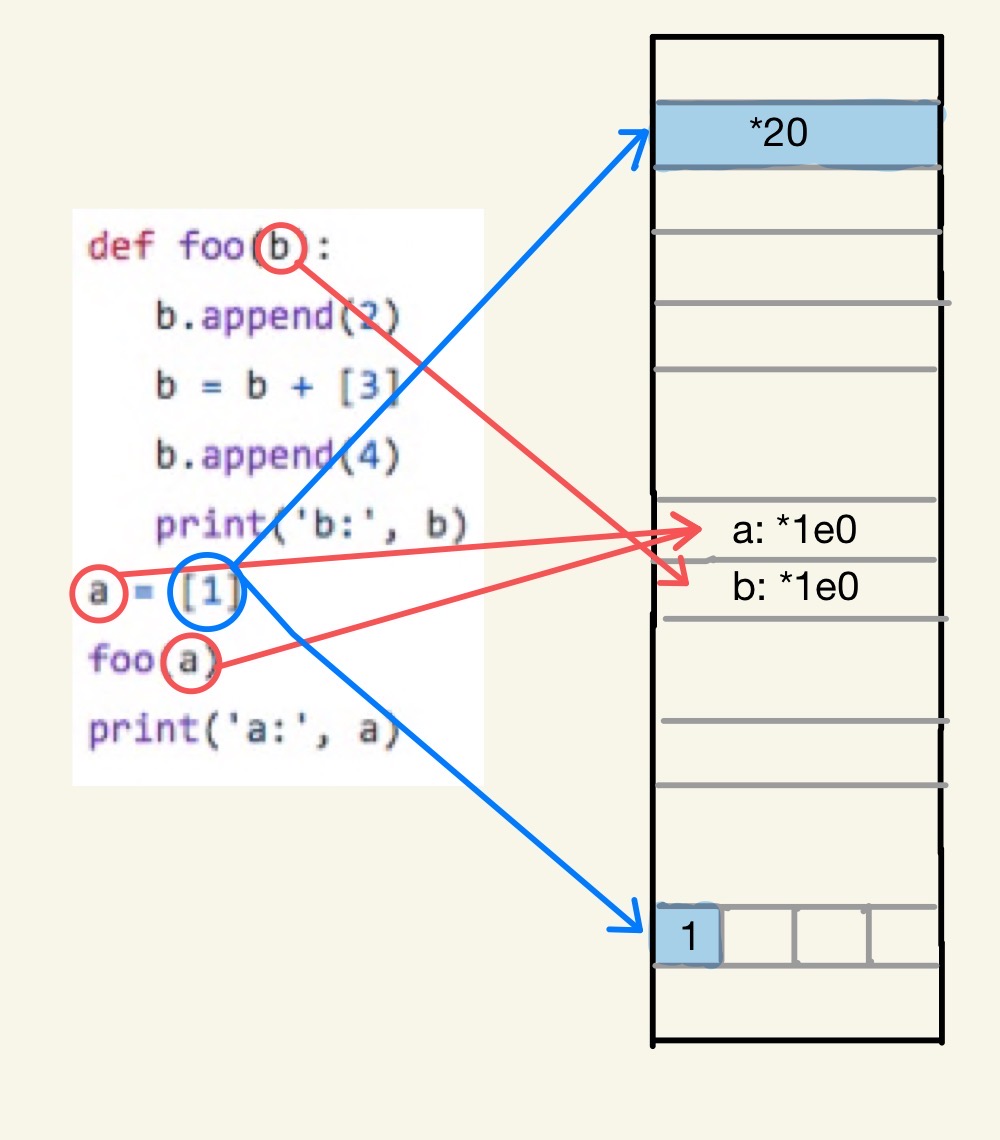 *20
def foo(b):
b.append(2)
b = b + [3]
b.append(4)
print('b:', b)
a = [1]
foo(a)
print('a:', a)
a: *1e0
b: *1e0
1